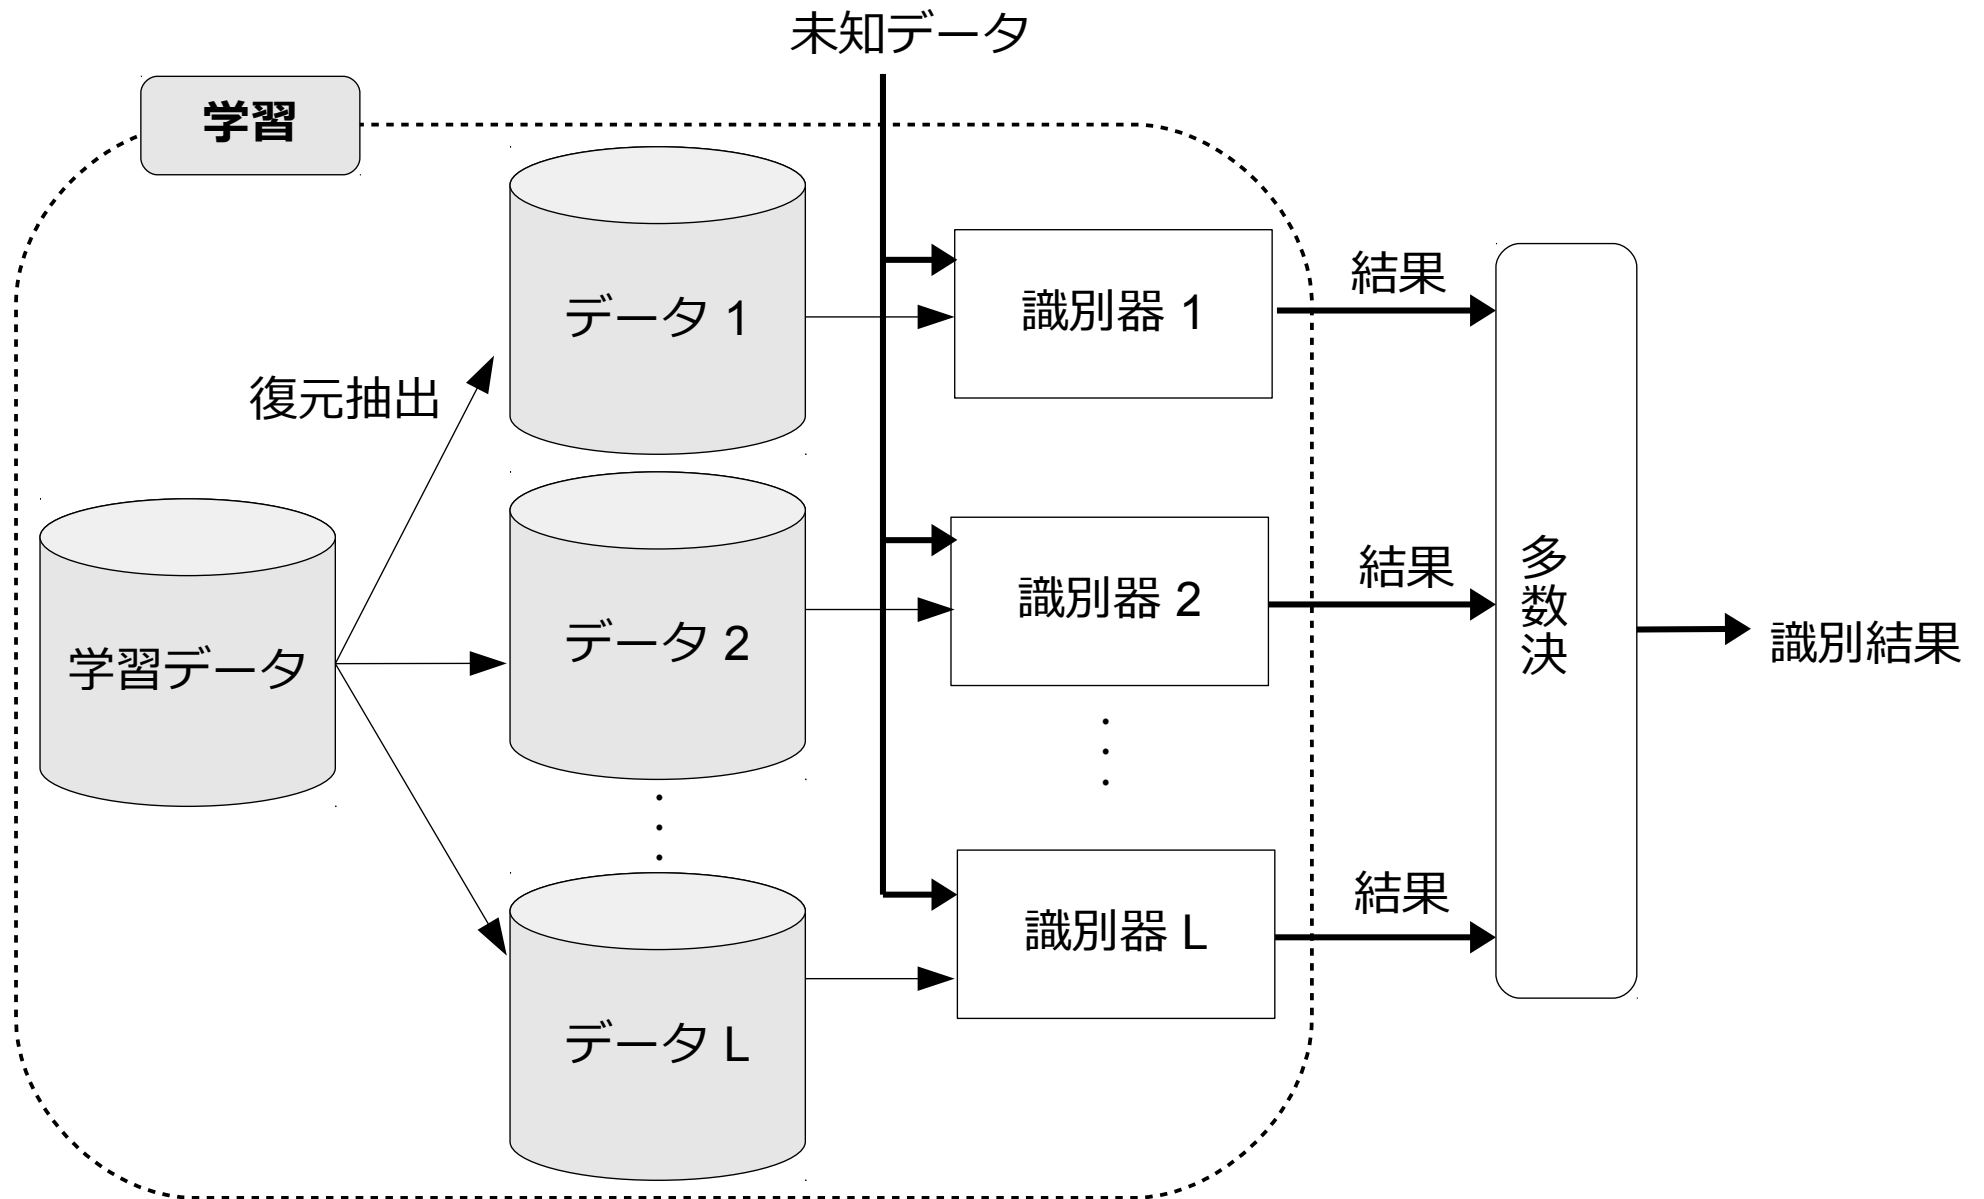 未知データ
学習
データ 1
識別器 1
結果
復元抽出
学習データ
データ 2
識別器 2
結果
多数決
識別結果
データ L
識別器 L
結果